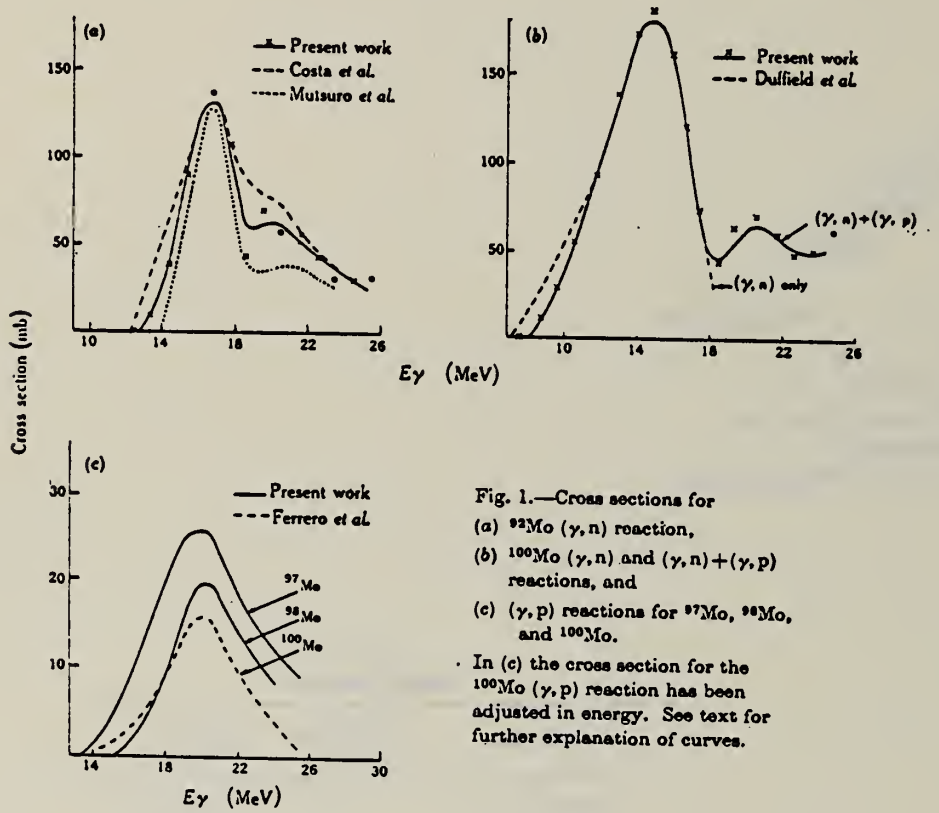 (a)
Present work
Costa et al.
Mutsuro et al.
150
100
50
10
14
18
22
26
(b)
Present work
Duffield et al.
150
100
50
(γ, n) + (γ, p)
(γ, n) only
10
14
18
22
26
Cross section (mb)
Eγ (MeV)
(c)
Present work
Ferrero et al.
30
20
10
⁹⁷Mo
⁹⁸Mo
¹⁰⁰Mo
14
18
22
26
30
Eγ (MeV)
Fig. 1.—Cross sections for
(a) ⁹²Mo (γ, n) reaction,
(b) ¹⁰⁰Mo (γ, n) and (γ, n)+(γ, p)
reactions, and
(c) (γ, p) reactions for ⁹⁷Mo, ⁹⁸Mo,
and ¹⁰⁰Mo.
In (c) the cross section for the
¹⁰⁰Mo (γ, p) reaction has been
adjusted in energy. See text for
further explanation of curves.